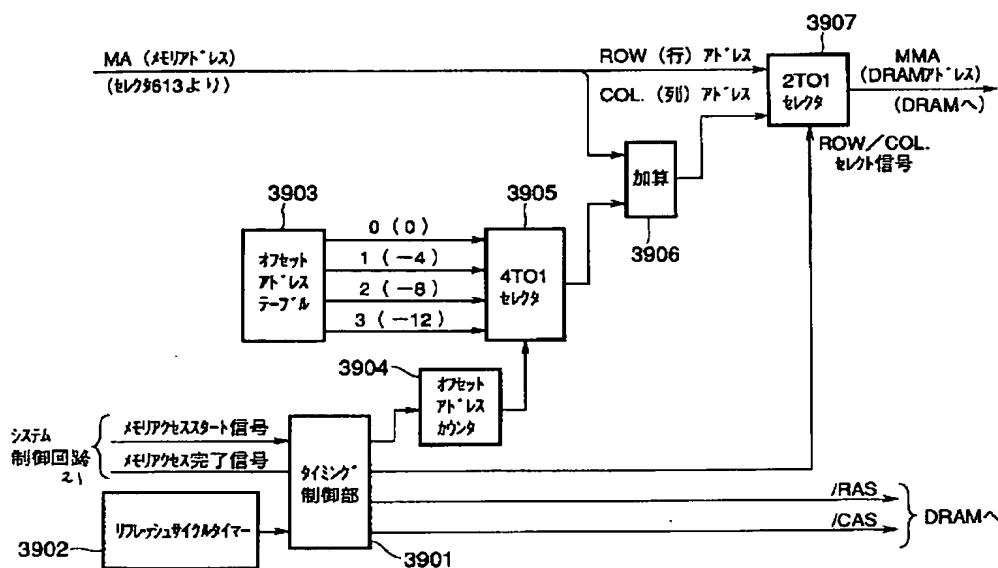 3907
MA（メモリアドレス）
(セレクタ613より)
ROW（行）アドレス
COL.（列）アドレス
2TO1
セレクタ
MMA
(DRAMアドレス)
(DRAMへ)
ROW／COL.
セレクト信号
加算
3906
3903
オフセット
アドレス
テーブル
0（0）
1（−4）
2（−8）
3（−12）
3905
4TO1
セレクタ
3904
オフセット
アドレス
カウンタ
システム
制御回路
21
メモリアクセススタート信号
メモリアクセス完了信号
タイミング
制御部
3901
3902
リフレッシュサイクルタイマー
/RAS
/CAS
DRAMへ